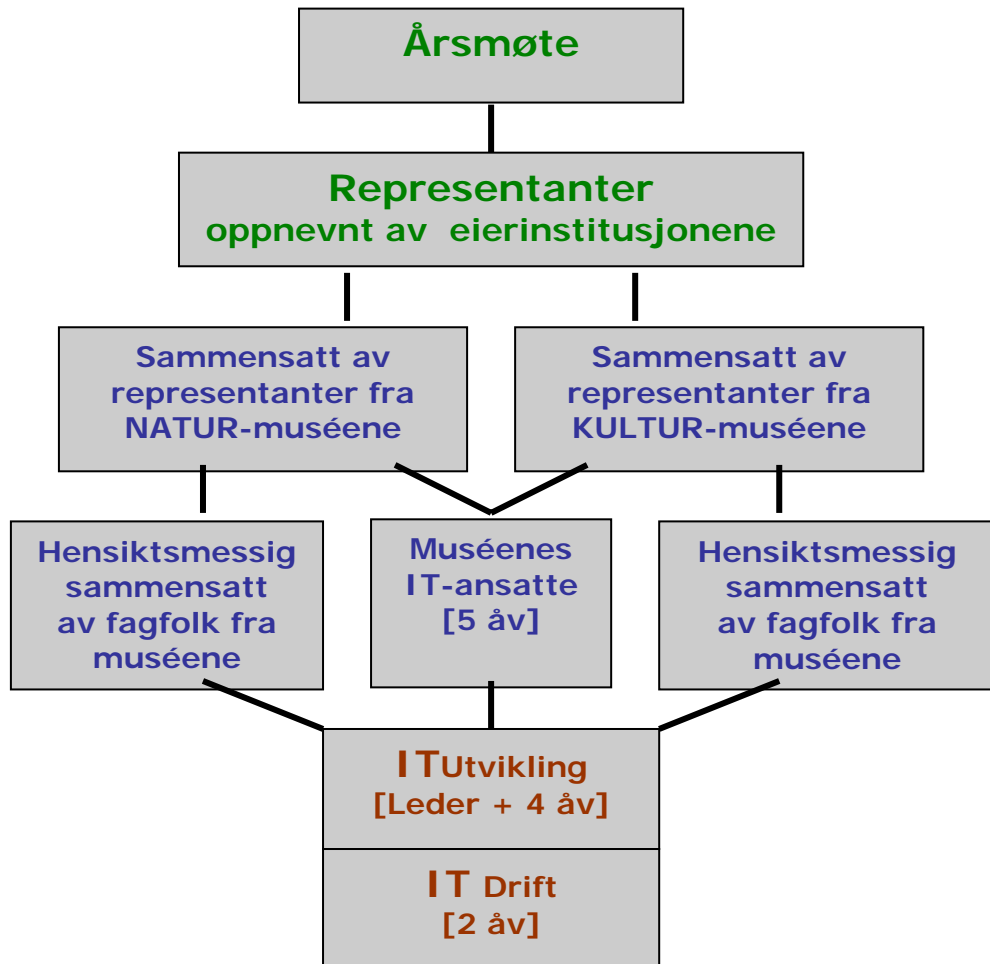 Årsmøte
Representanter
oppnevnt av eierinstitusjonene
Sammensatt av
representanter fra
NATUR-muséene
Sammensatt av
representanter fra
KULTUR-muséene
Hensiktsmessig
sammensatt
av fagfolk fra
muséene
Muséenes
IT-ansatte
[5 åv]
Hensiktsmessig
sammensatt
av fagfolk fra
muséene
ITUtvikling
[Leder + 4 åv]
IT Drift
[2 åv]